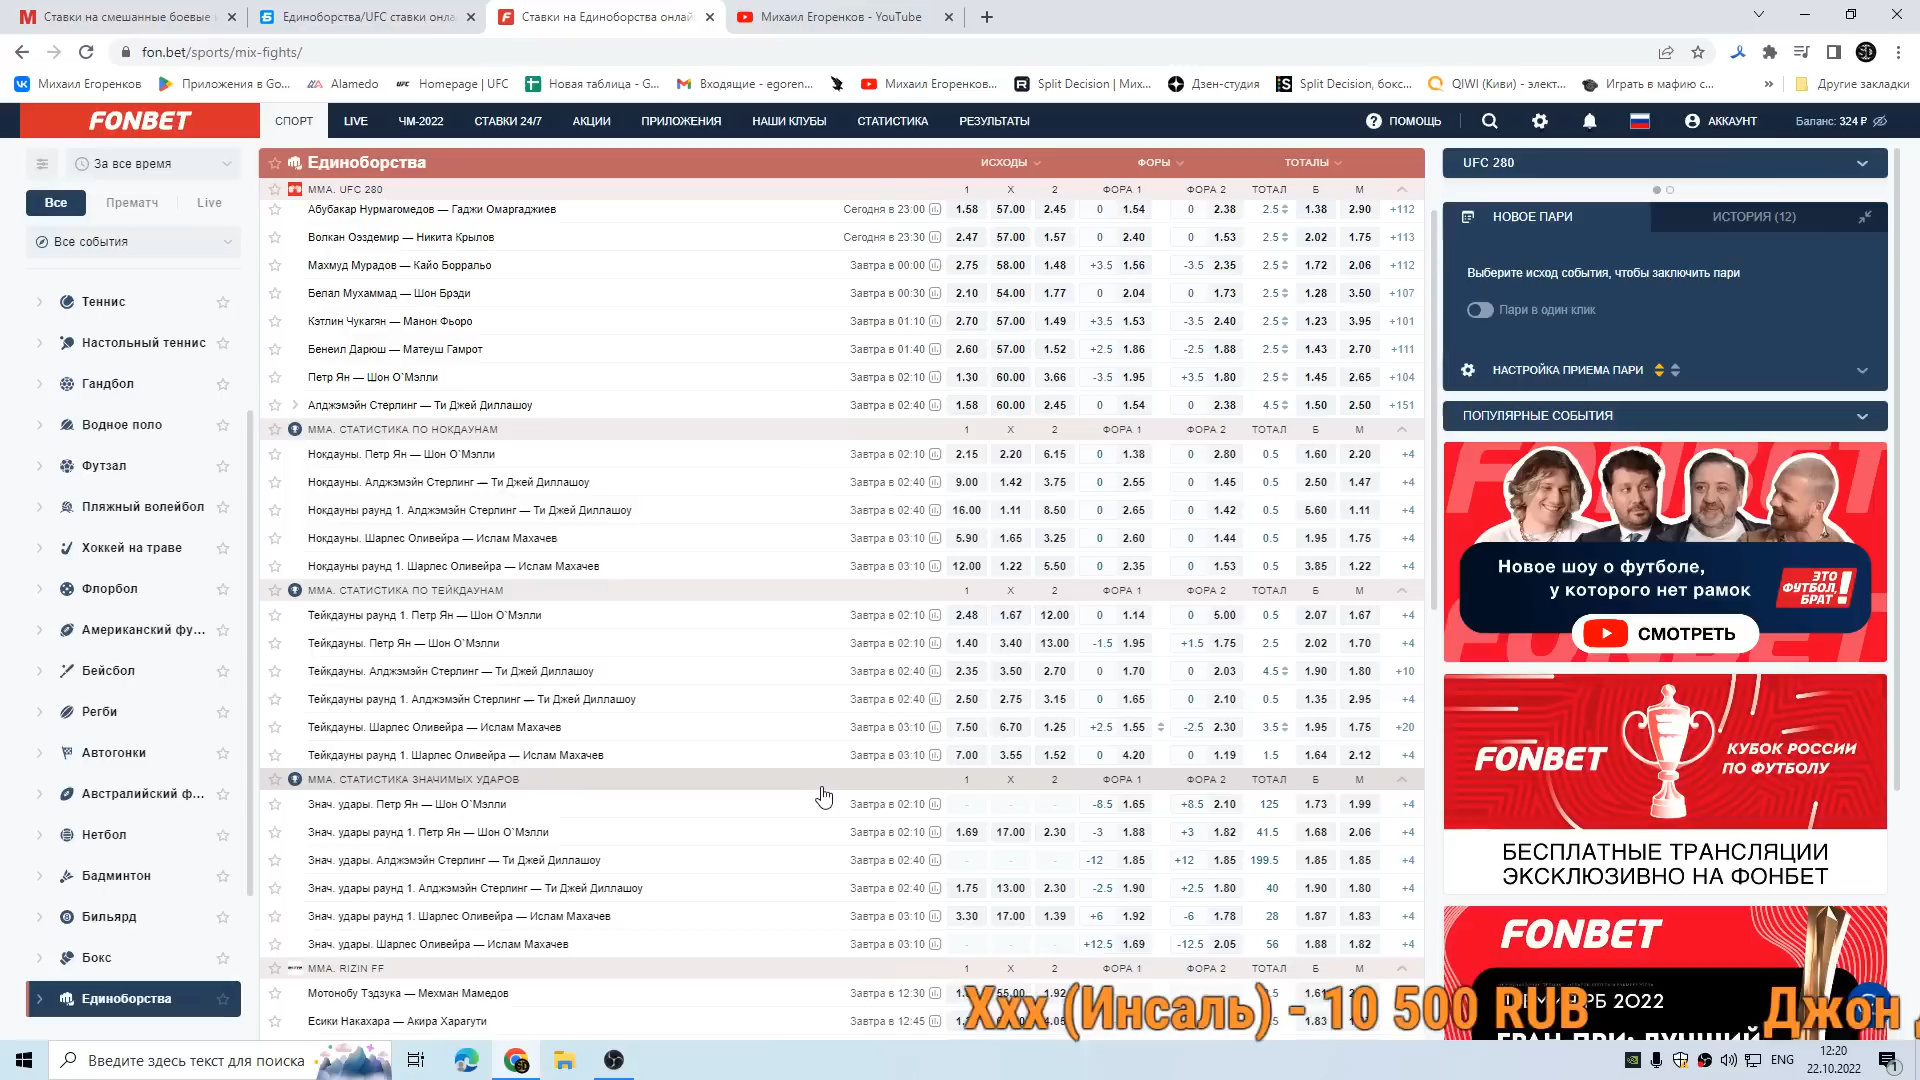 Ставки на смешанные боевые
Единоборства/UFC ставки онла
Ставки на Единоборства онлай
Михаил Егоренков - YouTube
fon.bet/sports/mix-fights/
Михаил Егоренков
Приложения в Go...
Alamedo
Homepage | UFC
Новая таблица - G...
Входящие - egoren...
Михаил Егоренков...
Split Decision | Мих...
Дзен-студия
Split Decision, бокс...
QIWI (Киви) - элект...
Играть в мафию с...
»
Другие закладки
FONBET
СПОРТ
LIVE
ЧМ-2022
СТАВКИ 24/7
АКЦИИ
ПРИЛОЖЕНИЯ
НАШИ КЛУБЫ
СТАТИСТИКА
РЕЗУЛЬТАТЫ
ПОМОЩЬ
АККАУНТ
Баланс: 324 ₽
За все время
Все Прематч Live
Все события
Теннис
Настольный теннис
Гандбол
Водное поло
Футзал
Пляжный волейбол
Хоккей на траве
Флорбол
Американский фу...
Бейсбол
Регби
Автогонки
Австралийский ф...
Нетбол
Бадминтон
Бильярд
Бокс
Единоборства
Единоборства ИСХОДЫ ФОРЫ ТОТАЛЫ
ММА. UFC 280 1 X 2 ФОРА 1 ФОРА 2 ТОТАЛ Б М
Абубакар Нурмагомедов — Гаджи Омаргаджиев Сегодня в 23:00 1.58 57.00 2.45 0 1.54 0 2.38 2.5 1.38 2.90 +112
Волкан Оэздемир — Никита Крылов Сегодня в 23:30 2.47 57.00 1.57 0 2.40 0 1.53 2.5 2.02 1.75 +113
Махмуд Мурадов — Кайо Борральо Завтра в 00:00 2.75 58.00 1.48 +3.5 1.56 -3.5 2.35 2.5 1.72 2.06 +112
Белал Мухаммад — Шон Брэди Завтра в 00:30 2.10 54.00 1.77 0 2.04 0 1.73 2.5 1.28 3.50 +107
Кэтлин Чукагян — Манон Фьоро Завтра в 01:10 2.70 57.00 1.49 +3.5 1.53 -3.5 2.40 2.5 1.23 3.95 +101
Бенеил Дарюш — Матеуш Гамрот Завтра в 01:40 2.60 57.00 1.52 +2.5 1.86 -2.5 1.88 2.5 1.43 2.70 +111
Петр Ян — Шон О`Мэлли Завтра в 02:10 1.30 60.00 3.66 -3.5 1.95 +3.5 1.80 2.5 1.45 2.65 +104
Алджэмэйн Стерлинг — Ти Джей Диллашоу Завтра в 02:40 1.58 60.00 2.45 0 1.54 0 2.38 4.5 1.50 2.50 +151
ММА. СТАТИСТИКА ПО НОКДАУНАМ 1 X 2 ФОРА 1 ФОРА 2 ТОТАЛ Б М
Нокдауны. Петр Ян — Шон О`Мэлли Завтра в 02:10 2.15 2.20 6.15 0 1.38 0 2.80 0.5 1.60 2.20 +4
Нокдауны. Алджэмэйн Стерлинг — Ти Джей Диллашоу Завтра в 02:40 9.00 1.42 3.75 0 2.55 0 1.45 0.5 2.50 1.47 +4
Нокдауны раунд 1. Алджэмэйн Стерлинг — Ти Джей Диллашоу Завтра в 02:40 16.00 1.11 8.50 0 2.65 0 1.42 0.5 5.60 1.11 +4
Нокдауны. Шарлес Оливейра — Ислам Махачев Завтра в 03:10 5.90 1.65 3.25 0 2.60 0 1.44 0.5 1.95 1.75 +4
Нокдауны раунд 1. Шарлес Оливейра — Ислам Махачев Завтра в 03:10 12.00 1.22 5.50 0 2.35 0 1.53 0.5 3.85 1.22 +4
ММА. СТАТИСТИКА ПО ТЕЙКДАУНАМ 1 X 2 ФОРА 1 ФОРА 2 ТОТАЛ Б М
Тейкдауны раунд 1. Петр Ян — Шон О`Мэлли Завтра в 02:10 2.48 1.67 12.00 0 1.14 0 5.00 0.5 2.07 1.67 +4
Тейкдауны. Петр Ян — Шон О`Мэлли Завтра в 02:10 1.40 3.40 13.00 -1.5 1.95 +1.5 1.75 2.5 2.02 1.70 +4
Тейкдауны. Алджэмэйн Стерлинг — Ти Джей Диллашоу Завтра в 02:40 2.35 3.50 2.70 0 1.70 0 2.03 4.5 1.90 1.80 +10
Тейкдауны раунд 1. Алджэмэйн Стерлинг — Ти Джей Диллашоу Завтра в 02:40 2.50 2.75 3.15 0 1.65 0 2.10 0.5 1.35 2.95 +4
Тейкдауны. Шарлес Оливейра — Ислам Махачев Завтра в 03:10 7.50 6.70 1.25 +2.5 1.55 -2.5 2.30 3.5 1.95 1.75 +20
Тейкдауны раунд 1. Шарлес Оливейра — Ислам Махачев Завтра в 03:10 7.00 3.55 1.52 0 4.20 0 1.19 1.5 1.64 2.12 +4
ММА. СТАТИСТИКА ЗНАЧИМЫХ УДАРОВ 1 X 2 ФОРА 1 ФОРА 2 ТОТАЛ Б М
Знач. удары. Петр Ян — Шон О`Мэлли Завтра в 02:10 - - - -8.5 1.65 +8.5 2.10 125 1.73 1.99 +4
Знач. удары раунд 1. Петр Ян — Шон О`Мэлли Завтра в 02:10 1.69 17.00 2.30 -3 1.88 +3 1.82 41.5 1.68 2.06 +4
Знач. удары. Алджэмэйн Стерлинг — Ти Джей Диллашоу Завтра в 02:40 - - - -12 1.85 +12 1.85 199.5 1.85 1.85 +4
Знач. удары раунд 1. Алджэмэйн Стерлинг — Ти Джей Диллашоу Завтра в 02:40 1.75 13.00 2.30 -2.5 1.90 +2.5 1.80 40 1.90 1.80 +4
Знач. удары раунд 1. Шарлес Оливейра — Ислам Махачев Завтра в 03:10 3.30 17.00 1.39 +6 1.92 -6 1.78 28 1.87 1.83 +4
Знач. удары. Шарлес Оливейра — Ислам Махачев Завтра в 03:10 - - - +12.5 1.69 -12.5 2.05 56 1.88 1.82 +4
ММА. RIZIN FF 1 X 2 ФОРА 1 ФОРА 2 ТОТАЛ Б М
Мотонобу Тэдзука — Мехман Мамедов Завтра в 12:30
Есики Накахара — Акира Харагути Завтра в 12:45
Ххх (Инсаль) - 10 500 RUB
Джон
UFC 280
НОВОЕ ПАРИ
ИСТОРИЯ (12)
Выберите исход события, чтобы заключить пари
Пари в один клик
НАСТРОЙКА ПРИЕМА ПАРИ
ПОПУЛЯРНЫЕ СОБЫТИЯ
Новое шоу о футболе,
у которого нет рамок
ЭТО
ФУТБОЛ,
БРАТ!
СМОТРЕТЬ
FONBET
КУБОК РОССИИ
ПО ФУТБОЛУ
БЕСПЛАТНЫЕ ТРАНСЛЯЦИИ
ЭКСКЛЮЗИВНО НА ФОНБЕТ
FONBET
2022
Введите здесь текст для поиска
ENG
12:20
22.10.2022
1